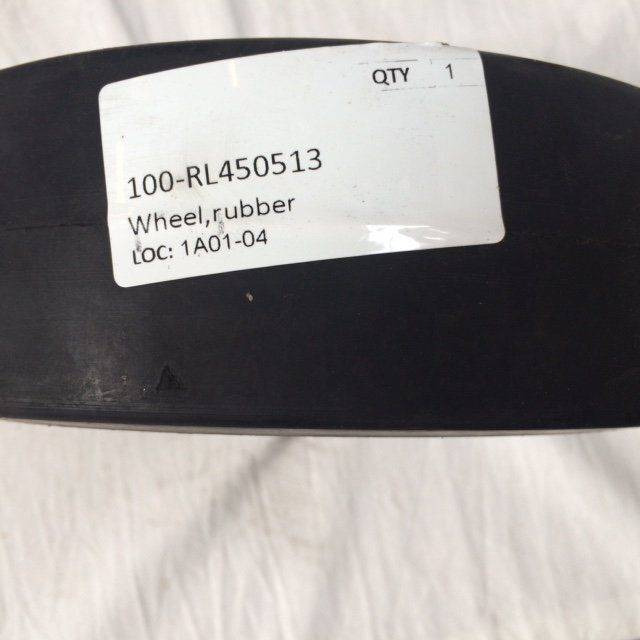 QTY 1
100-RL450513
Wheel,rubber
LOC: 1A01-04